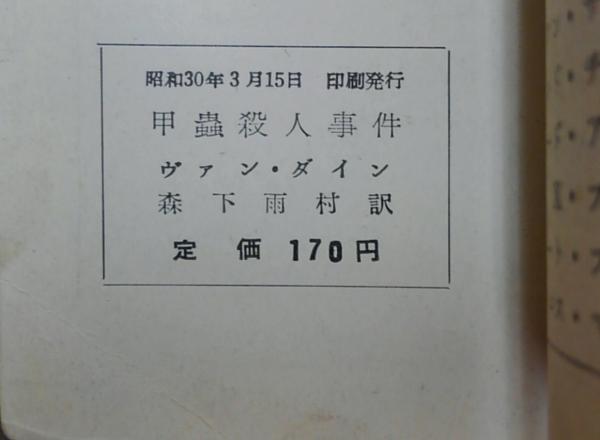 昭和30年3月15日 印刷発行
甲蟲殺人事件
ヴァン・ダイン
森下雨村訳
定価 170円